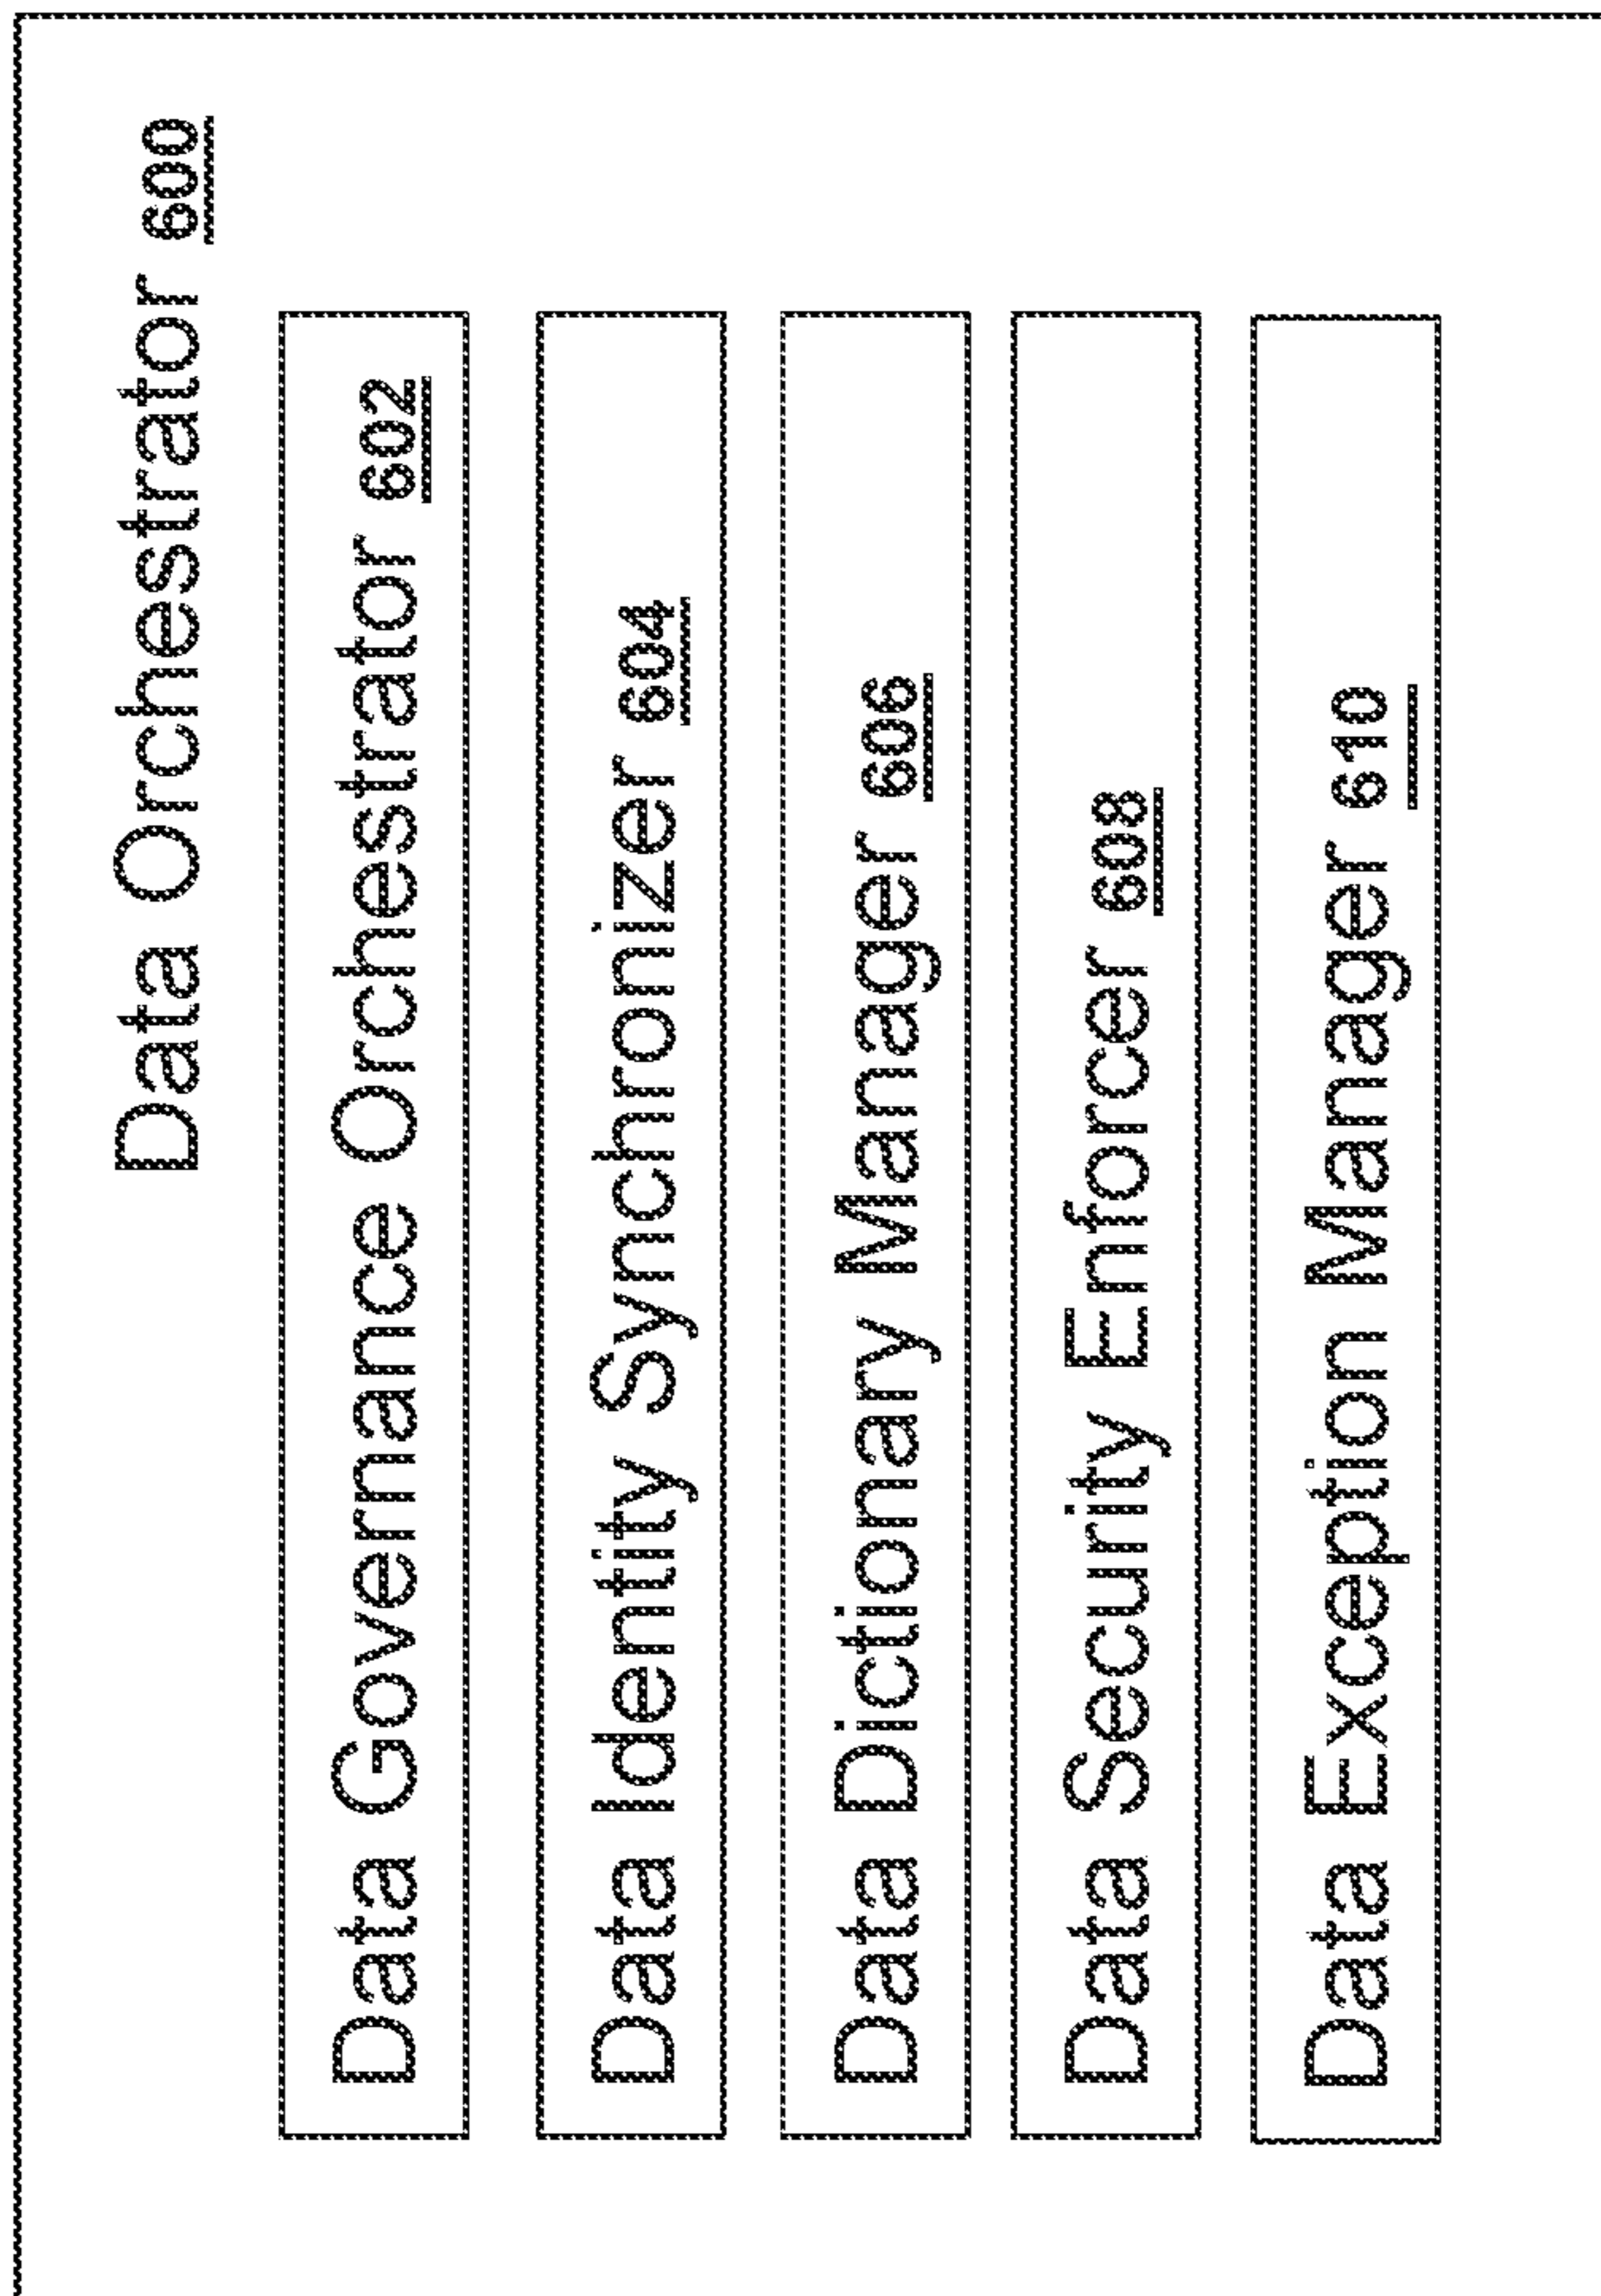 Data Orchestrator 600
Data Governance Orchestrator 602
Data Identity Synchronizer 604
Data Dictionary Manager 606
Data Security Enforcer 608
Data Exception Manager 610